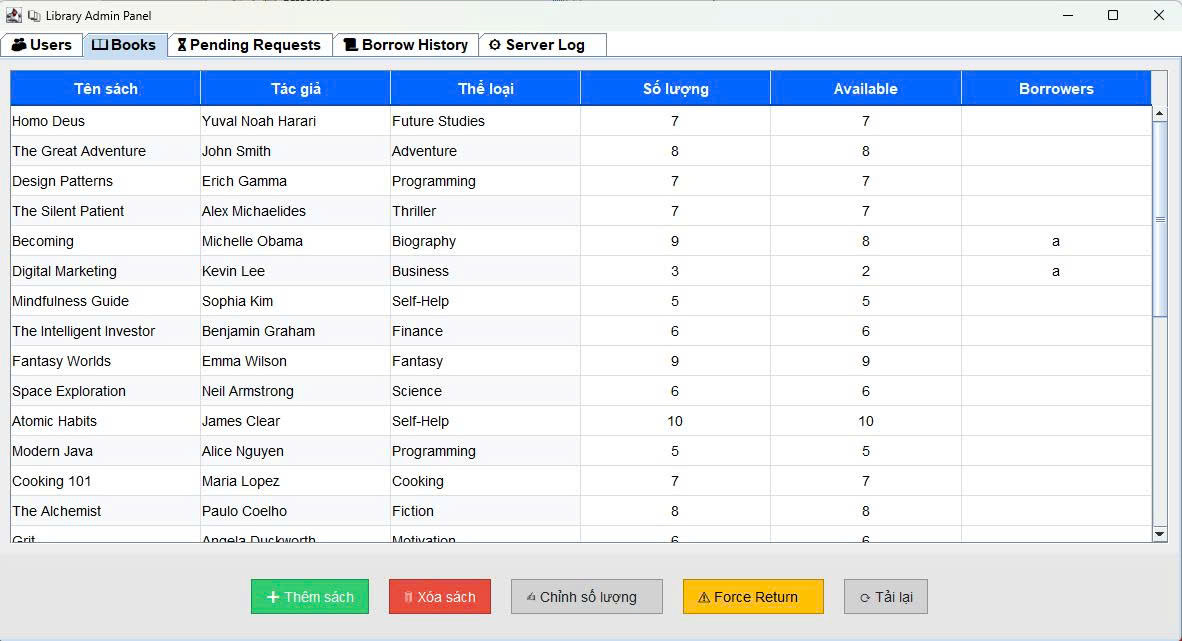 Library Admin Panel
Users Books Pending Requests Borrow History Server Log
Tên sách Tác giả Thể loại Số lượng Available Borrowers
Homo Deus Yuval Noah Harari Future Studies 7 7
The Great Adventure John Smith Adventure 8 8
Design Patterns Erich Gamma Programming 7 7
The Silent Patient Alex Michaelides Thriller 7 7
Becoming Michelle Obama Biography 9 8 a
Digital Marketing Kevin Lee Business 3 2 a
Mindfulness Guide Sophia Kim Self-Help 5 5
The Intelligent Investor Benjamin Graham Finance 6 6
Fantasy Worlds Emma Wilson Fantasy 9 9
Space Exploration Neil Armstrong Science 6 6
Atomic Habits James Clear Self-Help 10 10
Modern Java Alice Nguyen Programming 5 5
Cooking 101 Maria Lopez Cooking 7 7
The Alchemist Paulo Coelho Fiction 8 8
Grit Angela Duckworth Motivation 6 6
Thêm sách Xóa sách Chỉnh số lượng Force Return Tải lại